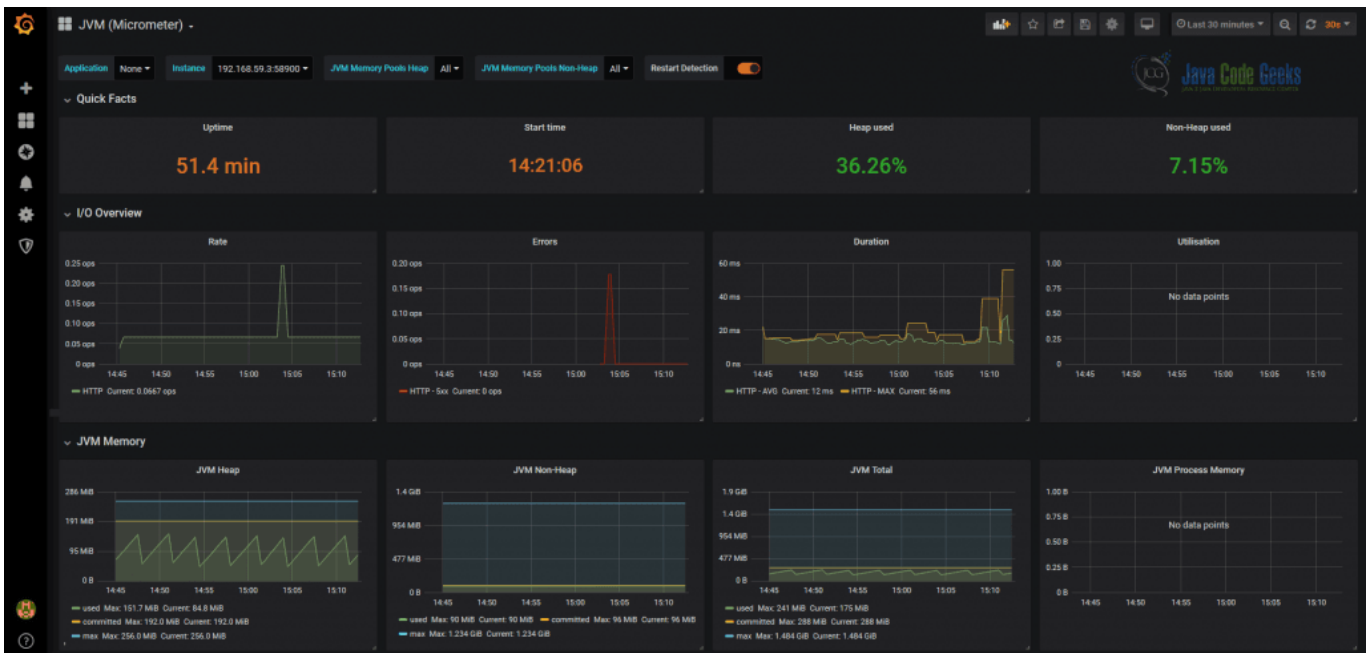 JVM (Micrometer)
Last 30 minutes
30s
Application None Instance 192.168.59.3:58900 JVM Memory Pools Heap All JVM Memory Pools Non-Heap All Restart Detection
JCG Java Code Geeks
Quick Facts
Uptime
51.4 min
Start time
14:21:06
Heap used
36.26%
Non-Heap used
7.15%
I/O Overview
Rate
0.25 ops
0.20 ops
0.15 ops
0.10 ops
0.05 ops
0 ops
14:45 14:50 14:55 15:00 15:05 15:10
HTTP Current: 0.0667 ops
Errors
0.20 ops
0.15 ops
0.10 ops
0.05 ops
0 ops
14:45 14:50 14:55 15:00 15:05 15:10
HTTP - 5xx Current: 0 ops
Duration
60 ms
40 ms
20 ms
0 ms
14:45 14:50 14:55 15:00 15:05 15:10
HTTP - AVG Current: 12 ms HTTP - MAX Current: 56 ms
Utilisation
1.00
0.75
No data points
0.50
0.25
0
14:45 14:50 14:55 15:00 15:05 15:10
JVM Memory
JVM Heap
286 MiB
191 MiB
95 MiB
0 B
14:45 14:50 14:55 15:00 15:05 15:10
used Max: 151.7 MiB Current: 84.8 MiB
committed Max: 192.0 MiB Current: 192.0 MiB
max Max: 256.0 MiB Current: 256.0 MiB
JVM Non-Heap
1.4 GiB
954 MiB
477 MiB
0 B
14:45 14:50 14:55 15:00 15:05 15:10
used Max: 90 MiB Current: 90 MiB committed Max: 96 MiB Current: 96 MiB
max Max: 1.234 GiB Current: 1.234 GiB
JVM Total
1.9 GiB
1.4 GiB
954 MiB
477 MiB
0 B
14:45 14:50 14:55 15:00 15:05 15:10
used Max: 241 MiB Current: 175 MiB
committed Max: 288 MiB Current: 288 MiB
max Max: 1.484 GiB Current: 1.484 GiB
JVM Process Memory
1.00 B
0.75 B
No data points
0.50 B
0.25 B
0 B
14:45 14:50 14:55 15:00 15:05 15:10